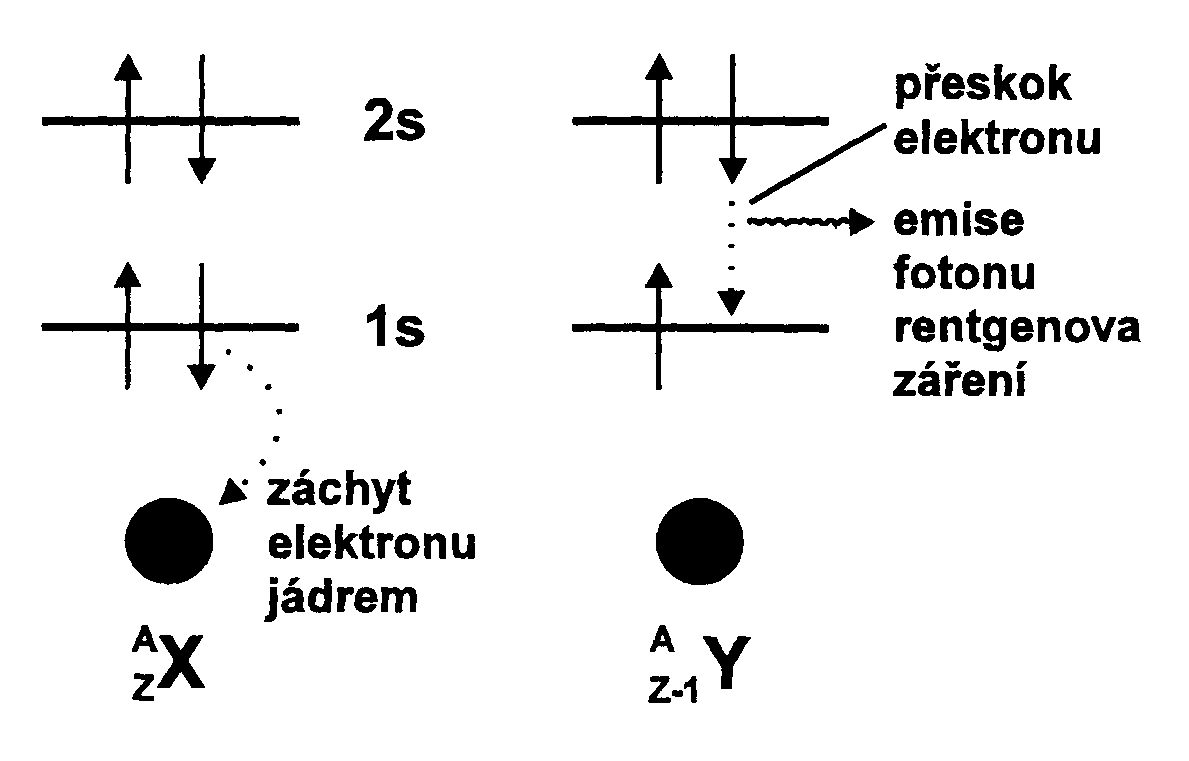 2s
1s
záchyt
elektronu
jádrem
A
Z X
přeskok
elektronu
emise
fotonu
rentgenova
záření
A
Z-1 Y